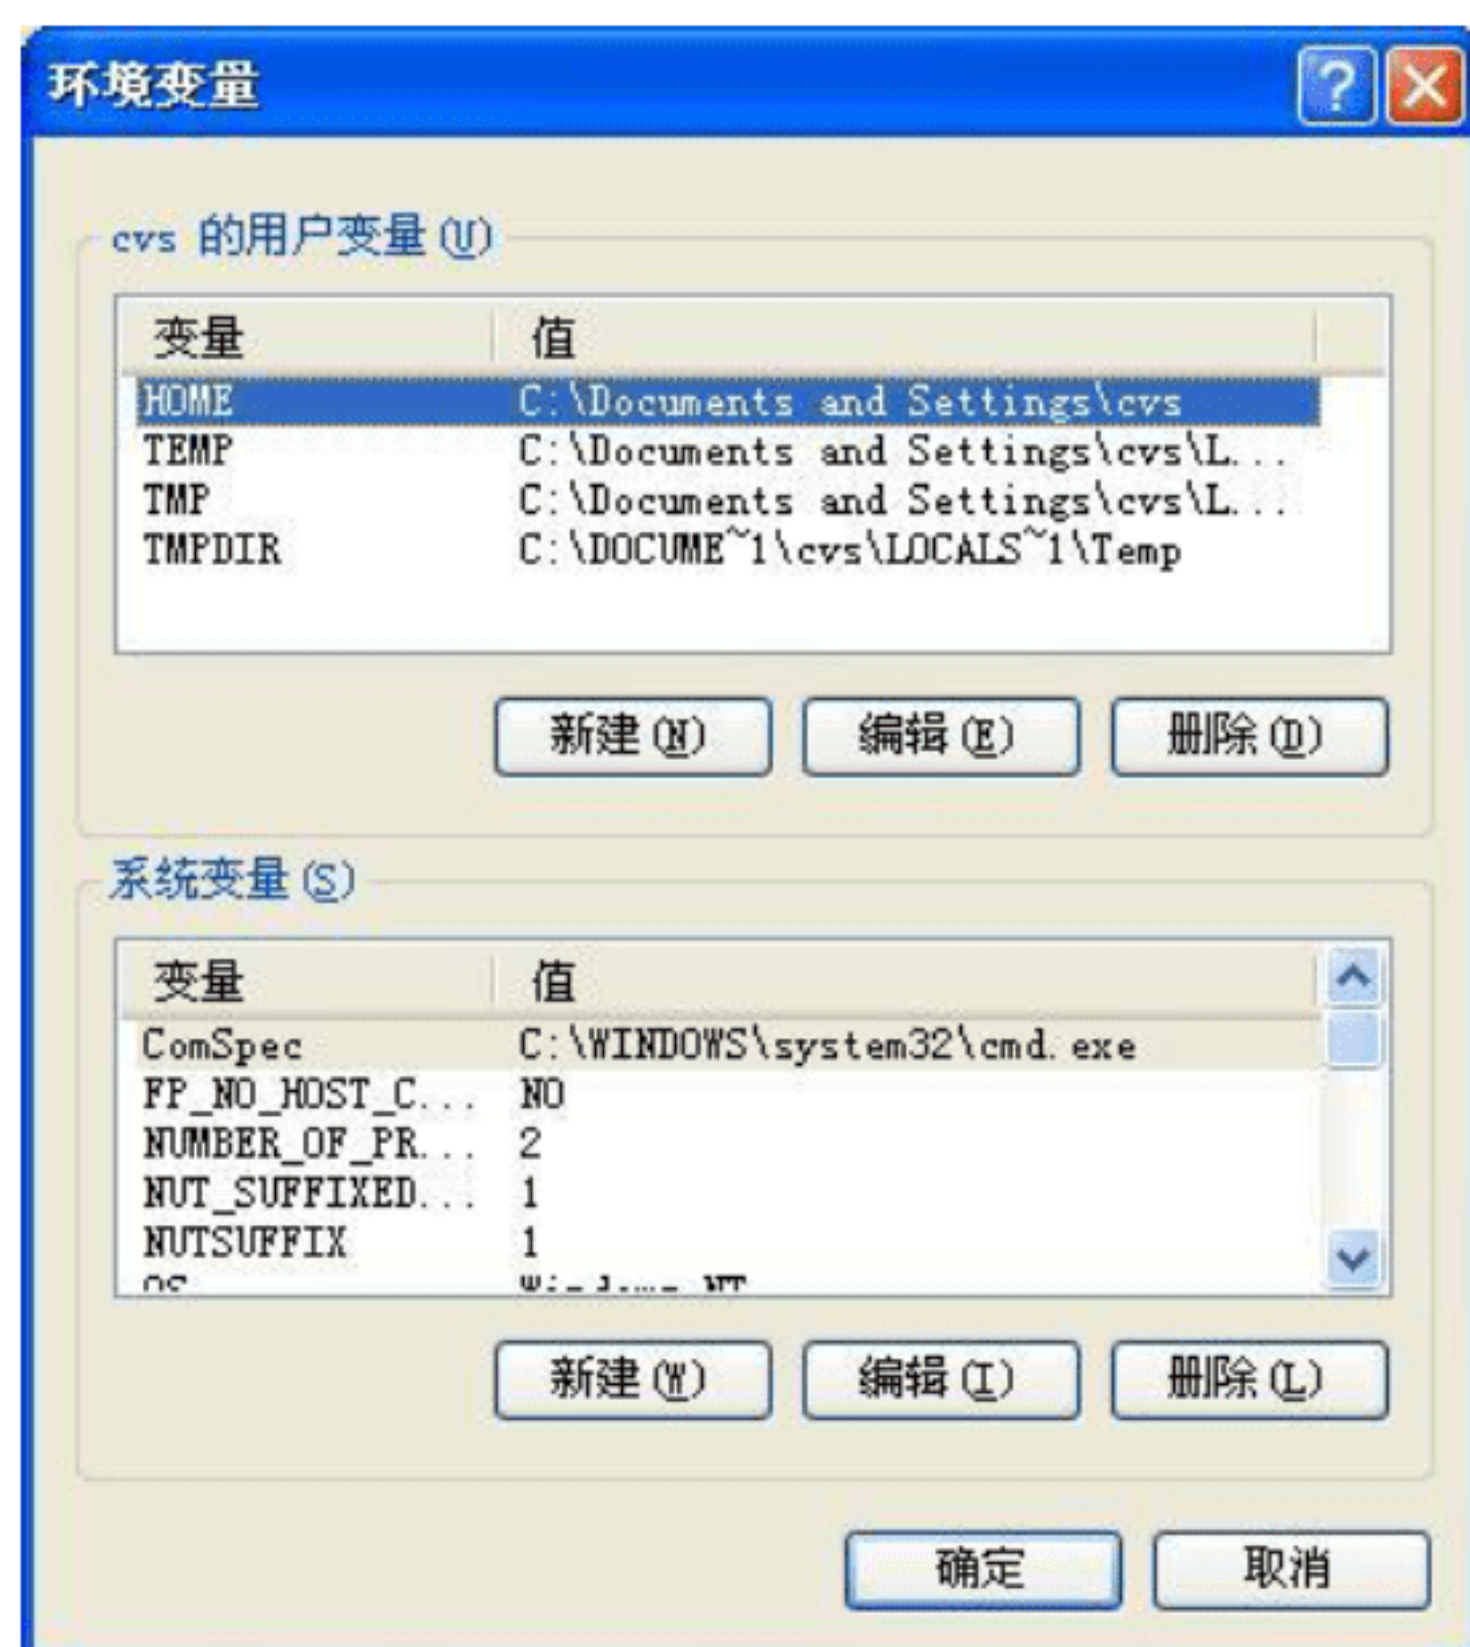 环境变量
cvs 的用户变量(U)
变量 值
HOME C:\Documents and Settings\cvs
TEMP C:\Documents and Settings\cvs\L...
TMP C:\Documents and Settings\cvs\L...
TMPDIR C:\DOCUME~1\cvs\LOCALS~1\Temp
新建(N) 编辑(E) 删除(D)
系统变量(S)
变量 值
ComSpec C:\WINDOWS\system32\cmd.exe
FP_NO_HOST_C... NO
NUMBER_OF_PR... 2
NUT_SUFFIXED... 1
NUTSUFFIX 1
新建(W) 编辑(I) 删除(L)
确定 取消